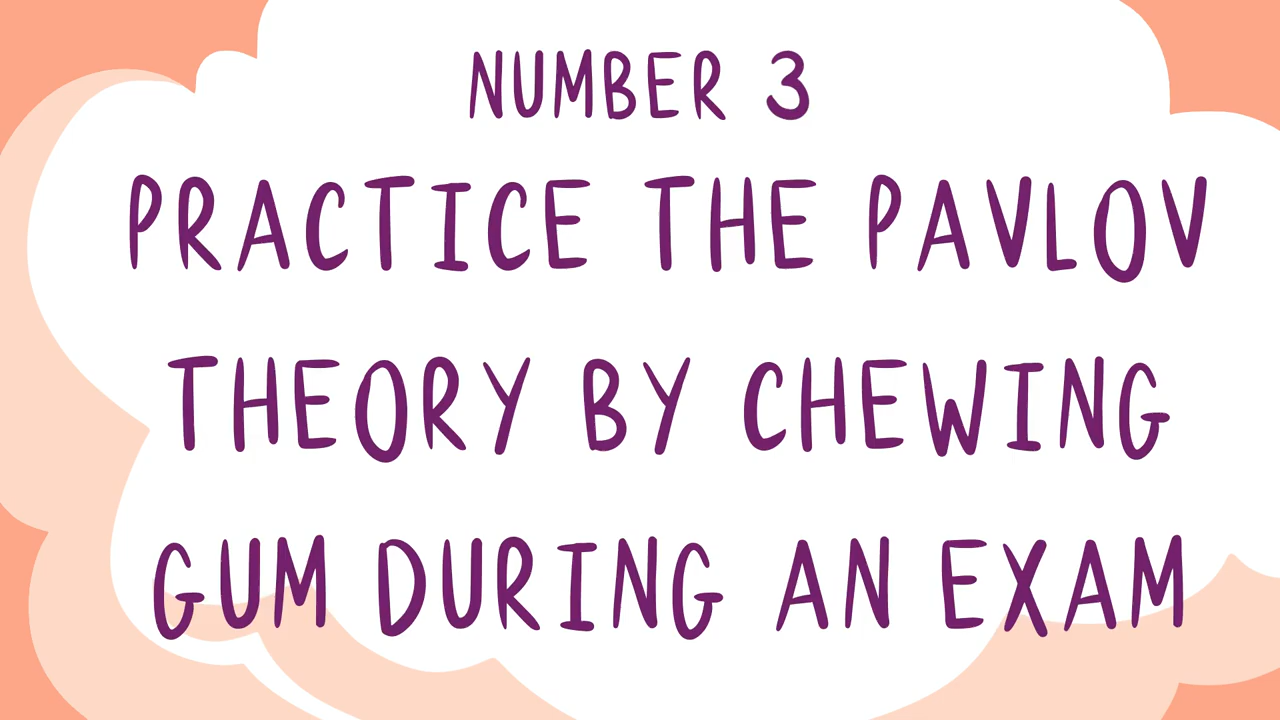 NUMBER 3
PRACTICE THE PAVLOV
THEORY BY CHEWING
GUM DURING AN EXAM